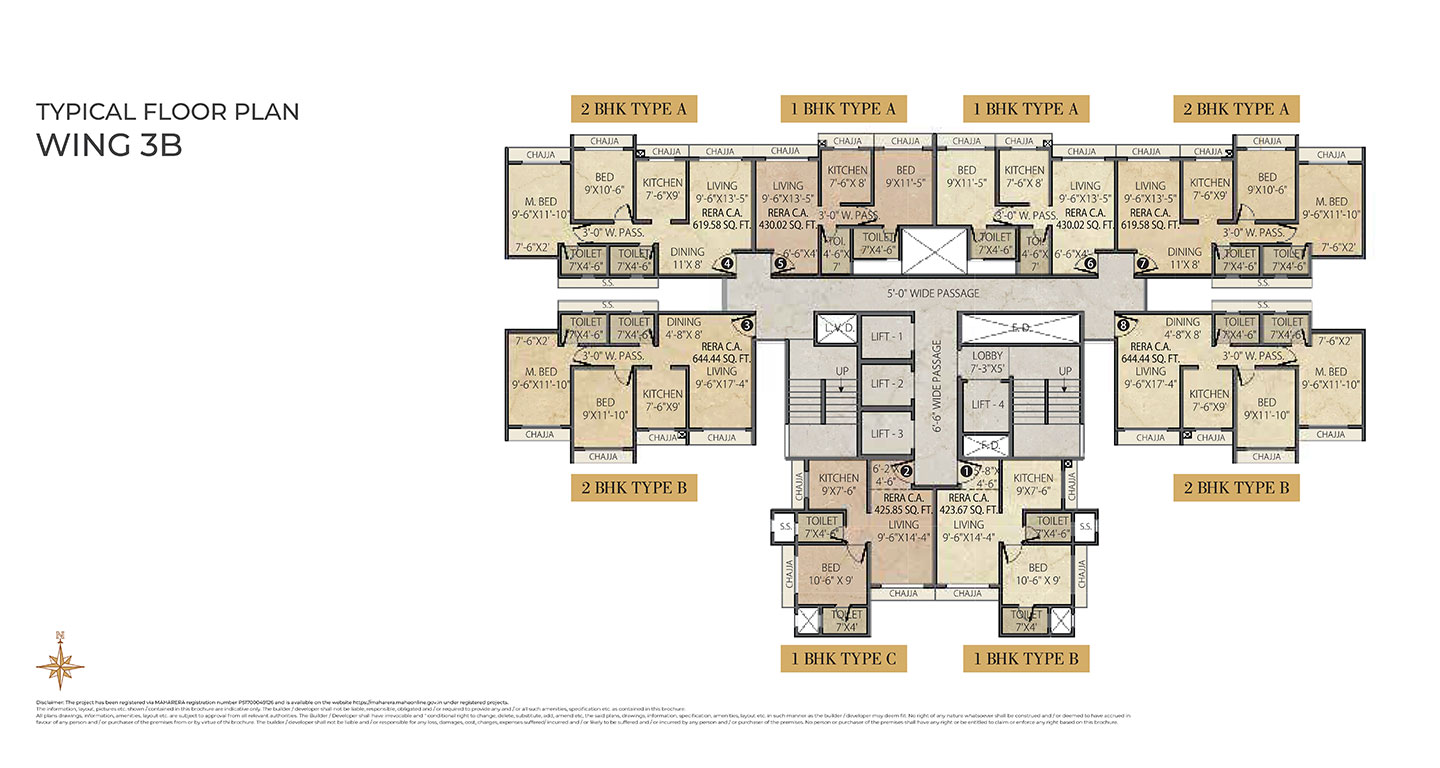 TYPICAL FLOOR PLAN
WING 3B
2 BHK TYPE A
1 BHK TYPE A
1 BHK TYPE A
2 BHK TYPE A
CHAJJA
CHAJJA
CHAJJA
CHAJJA
CHAJJA
M. BED
9'-6"X11'-10"
7'-6"X2'
BED
9'X10'-6"
KITCHEN
7'-6"X9'
LIVING
9'-6"X13'-5"
RERA C.A.
619.58 SQ. FT.
3'-0" W. PASS.
DINING
11'X 8'
4
TOILET
7'X4'-6"
TOILET
7'X4'-6"
S.S.
CHAJJA
CHAJJA
LIVING
9'-6"X13'-5"
RERA C.A.
430.02 SQ. FT.
KITCHEN
7'-6"X 8'
BED
9'X11'-5"
3'-0" W. PASS.
TOI.
4'-6"X
7'
TOILET
7'X4'-6"
6'-6"X4'
5
CHAJJA
CHAJJA
CHAJJA
BED
9'X11'-5"
KITCHEN
7'-6"X 8'
LIVING
9'-6"X13'-5"
RERA C.A.
430.02 SQ. FT.
3'-0" W. PASS.
TOILET
7'X4'-6"
TOI.
4'-6"X
7'
6'-6"X4'
6
CHAJJA
CHAJJA
CHAJJA
CHAJJA
LIVING
9'-6"X13'-5"
RERA C.A.
619.58 SQ. FT.
KITCHEN
7'-6"X9'
BED
9'X10'-6"
M. BED
9'-6"X11'-10"
7'-6"X2'
3'-0" W. PASS.
DINING
11'X 8'
7
TOILET
7'X4'-6"
TOILET
7'X4'-6"
S.S.
5'-0" WIDE PASSAGE
S.S.
TOILET
7'X4'-6"
TOILET
7'X4'-6"
DINING
4'-8"X 8'
3
7'-6"X2'
3'-0" W. PASS.
RERA C.A.
644.44 SQ. FT.
LIVING
9'-6"X17'-4"
M. BED
9'-6"X11'-10"
BED
9'X11'-10"
KITCHEN
7'-6"X9'
CHAJJA
CHAJJA
CHAJJA
CHAJJA
2 BHK TYPE B
L.V.D.
LIFT - 1
LIFT - 2
LIFT - 3
UP
6'-6" WIDE PASSAGE
F.D.
LOBBY
7'-3"X5'
LIFT - 4
UP
F.D.
S.S.
8
DINING
4'-8"X 8'
TOILET
7'X4'-6"
TOILET
7'X4'-6"
RERA C.A.
644.44 SQ. FT.
LIVING
9'-6"X17'-4"
3'-0" W. PASS.
7'-6"X2'
KITCHEN
7'-6"X9'
BED
9'X11'-10"
M. BED
9'-6"X11'-10"
CHAJJA
CHAJJA
CHAJJA
CHAJJA
2 BHK TYPE B
CHAJJA
KITCHEN
9'X7'-6"
6'-2"X
4'-6"
2
RERA C.A.
425.85 SQ. FT.
LIVING
9'-6"X14'-4"
S.S.
TOILET
7'X4'-6"
CHAJJA
BED
10'-6" X 9'
CHAJJA
TOILET
7'X4'
1 BHK TYPE C
1
5'-8"X
4'-6"
KITCHEN
9'X7'-6"
CHAJJA
RERA C.A.
423.67 SQ. FT.
LIVING
9'-6"X14'-4"
TOILET
7'X4'-6"
S.S.
BED
10'-6" X 9'
CHAJJA
CHAJJA
TOILET
7'X4'
1 BHK TYPE B
N
Disclaimer: The project has been registered via MAHARERA registration number P51700049126 and is available on the website https://maharera.mahaonline.gov.in under registered projects.
The information, layout, pictures etc. shown / contained in this brochure are indicative only. The builder / developer shall not be liable, responsible, obligated and / or required to provide any and / or all such amenities, specification etc. as contained in this brochure.
All plans drawings, information, amenities, layout etc. are subject to approval from all relevant authorities. The Builder / Developer shall have irrevocable and conditional right to change, delete, substitute, add, amend etc., the said plans, drawings, information, specification, amenities, layout etc. in such manner as the builder / developer may deem fit. No right of any nature whatsoever shall be construed and / or deemed to have accrued in
favour of any person and / or purchaser of the premises from or by virtue of this brochure. The builder / developer shall not be liable and / or responsible for any loss, damages, cost, charges, expenses suffered/ incurred and / or likely to be suffered and / or incurred by any person and / or purchaser of the premises. No person or purchaser of the premises shall have any right or be entitled to claim or enforce any right based on this brochure.